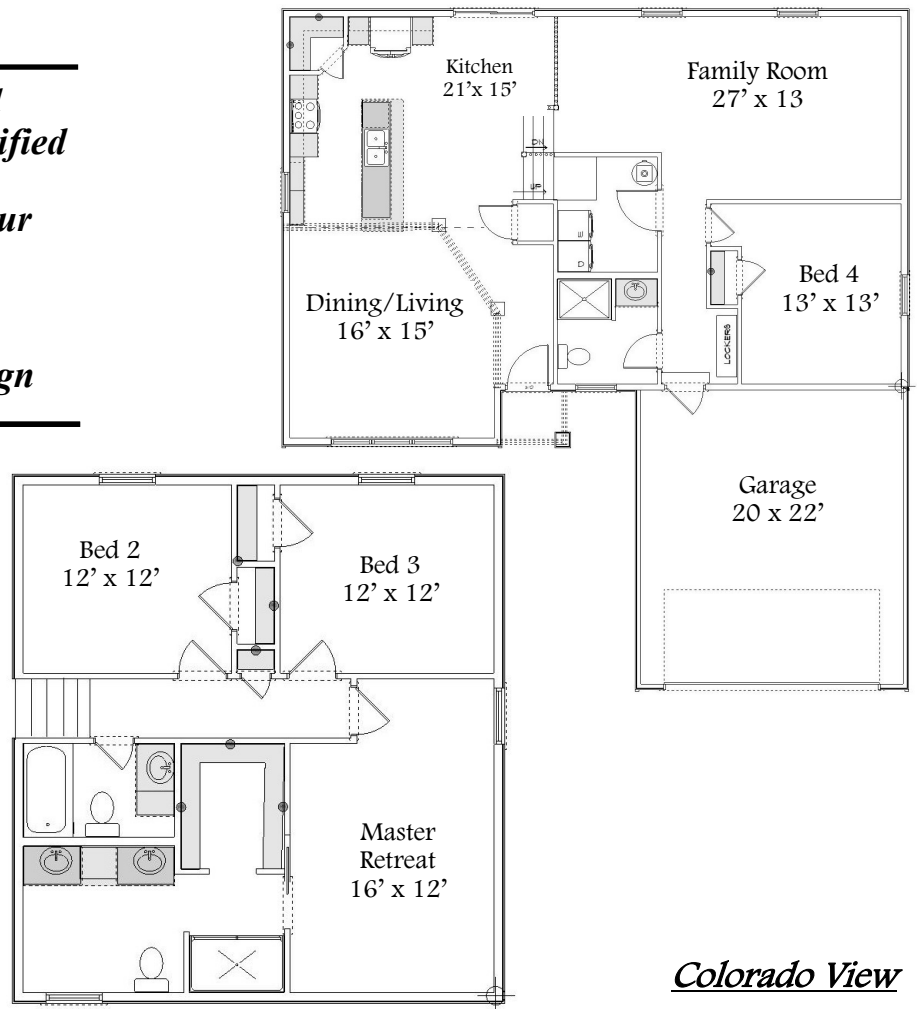 ified
ur
gn
Kitchen
21'x 15'
Family Room
27' x 13
DN
UP
Dining/Living
16' x 15'
Bed 4
13' x 13'
LOCKERS
Garage
20 x 22'
Bed 2
12' x 12'
Bed 3
12' x 12'
Master
Retreat
16' x 12'
Colorado View